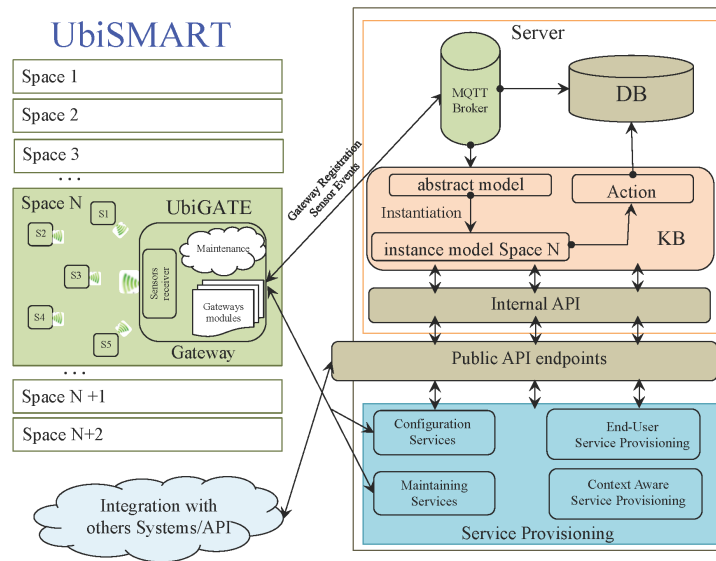 UbiSMART
Space 1
Space 2
Space 3
...
Space N
UbiGATE
S1
S2
S3
S4
S5
Sensors
receiver
Maintenance
Gateways
modules
Gateway
...
Space N +1
Space N+2
Integration with
others Systems/API
Gateway Registration
Sensor Events
Server
MQTT
Broker
DB
abstract model
Action
Instantiation
instance model Space N
KB
Internal API
Public API endpoints
Configuration
Services
End-User
Service Provisioning
Maintaining
Services
Context Aware
Service Provisioning
Service Provisioning